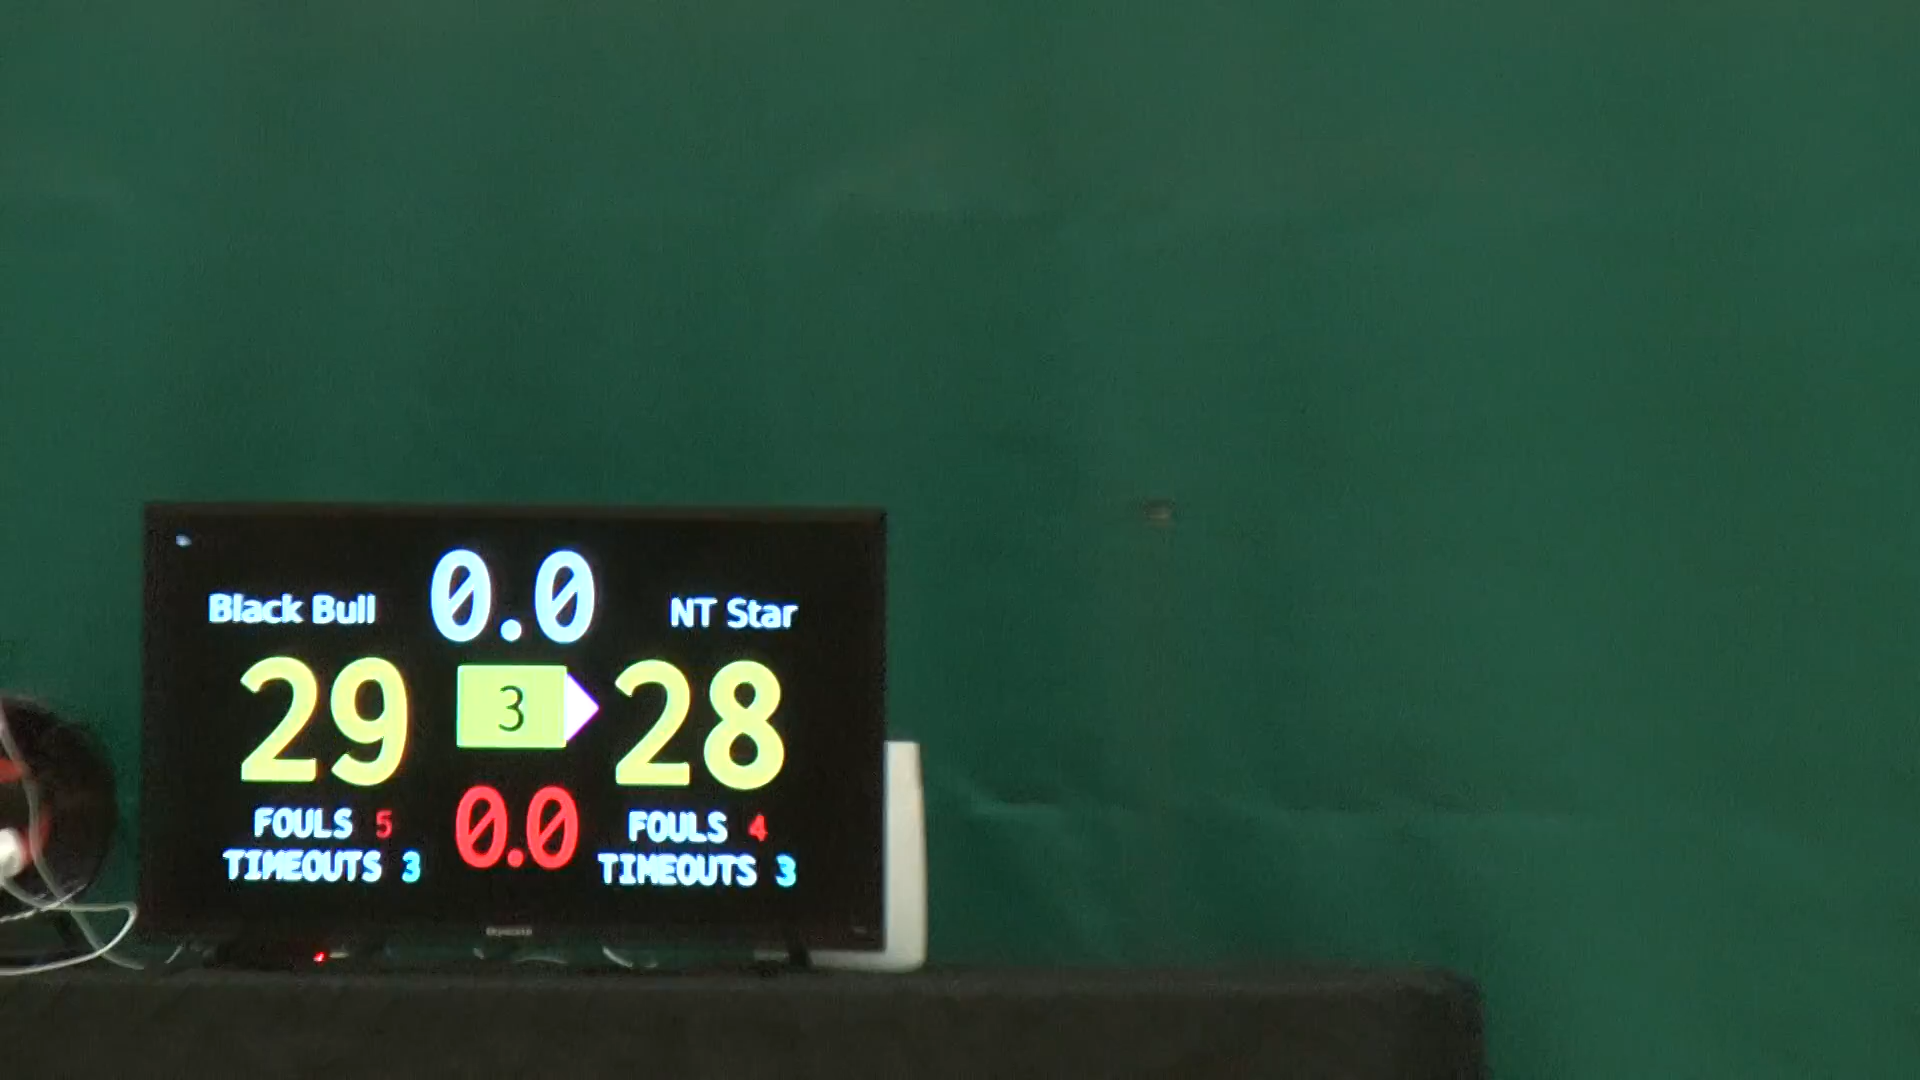 0.0
Black Bull
NT Star
29
3
28
0.0
FOULS 5
FOULS 4
TIMEOUTS 3
TIMEOUTS 3